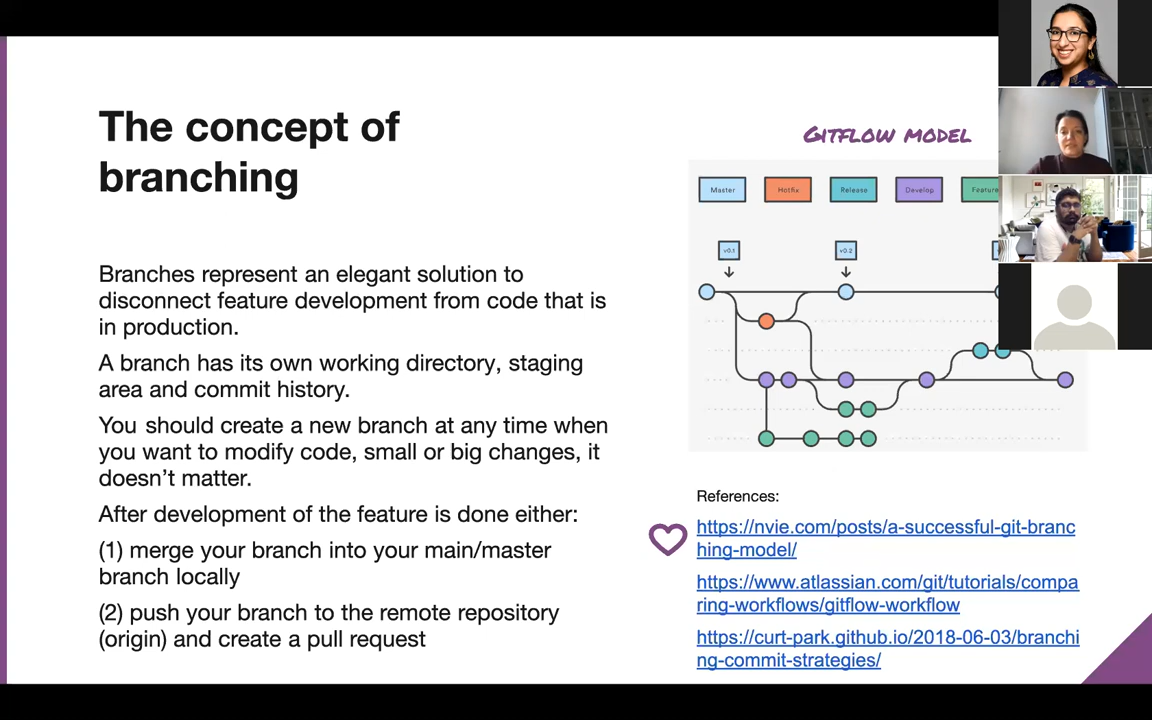 The concept of
branching
Branches represent an elegant solution to
disconnect feature development from code that is
in production.
A branch has its own working directory, staging
area and commit history.
You should create a new branch at any time when
you want to modify code, small or big changes, it
doesn't matter.
After development of the feature is done either:
(1) merge your branch into your main/master
branch locally
(2) push your branch to the remote repository
(origin) and create a pull request
GITFLOW MODEL
Master Hotfix Release Develop Feature
v0.1 v0.2
References:
https://nvie.com/posts/a-successful-git-branc
hing-model/
https://www.atlassian.com/git/tutorials/compa
ring-workflows/gitflow-workflow
https://curt-park.github.io/2018-06-03/branchi
ng-commit-strategies/